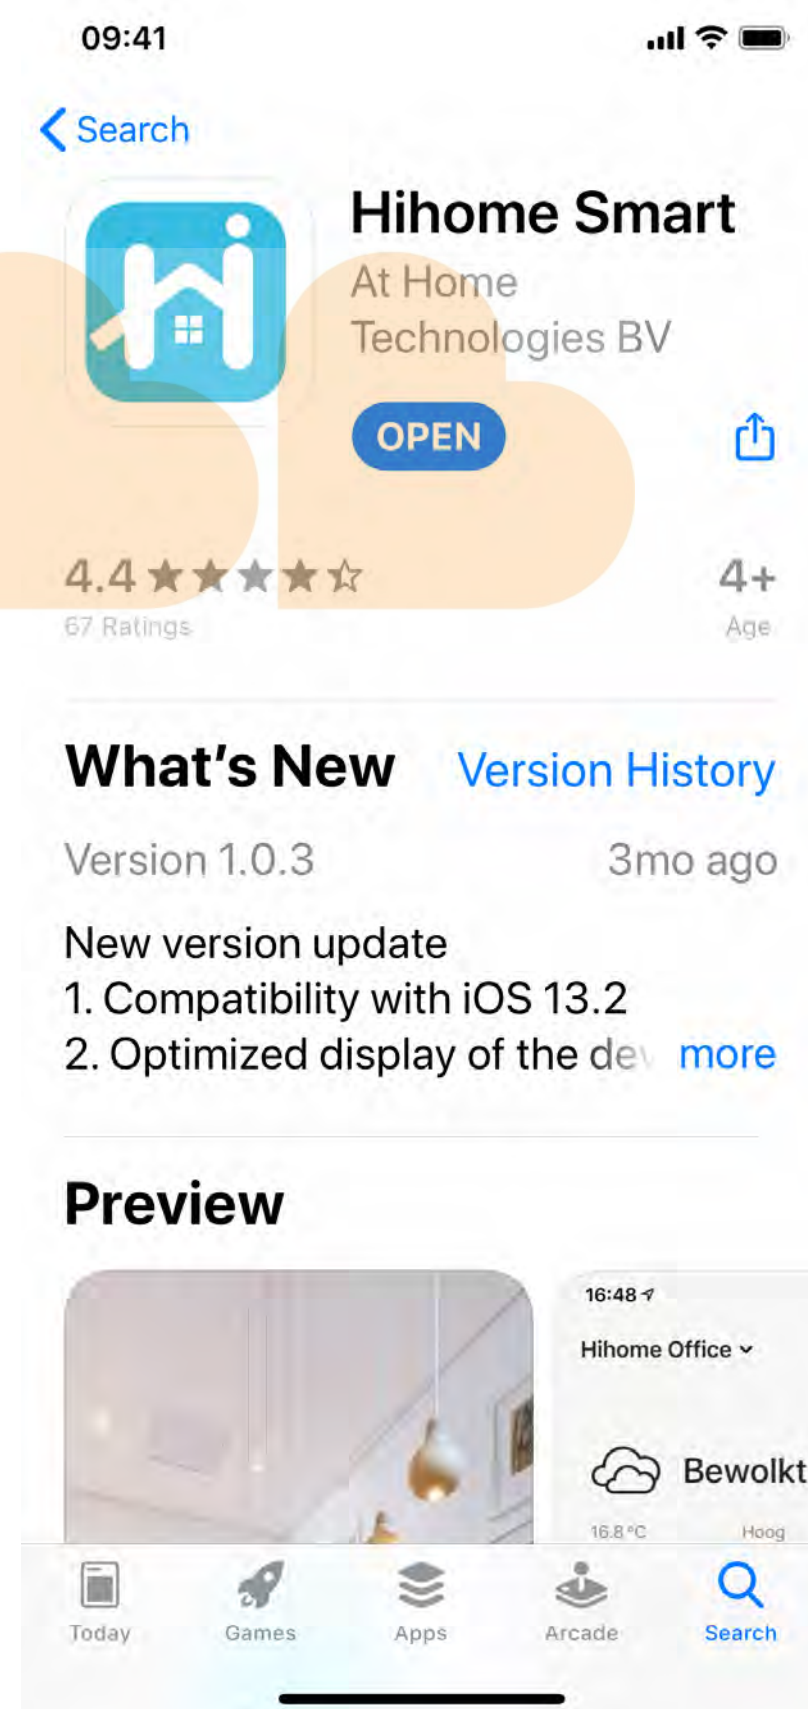 09:41
Search
Hihome Smart
At Home
Technologies BV
OPEN
4.4
4+
67 Ratings
Age
What's New Version History
Version 1.0.3 3mo ago
New version update
1. Compatibility with iOS 13.2
2. Optimized display of the dev more
Preview
16:48
Hihome Office
Bewolkt
16.8°C Hoog
Today Games Apps Arcade Search